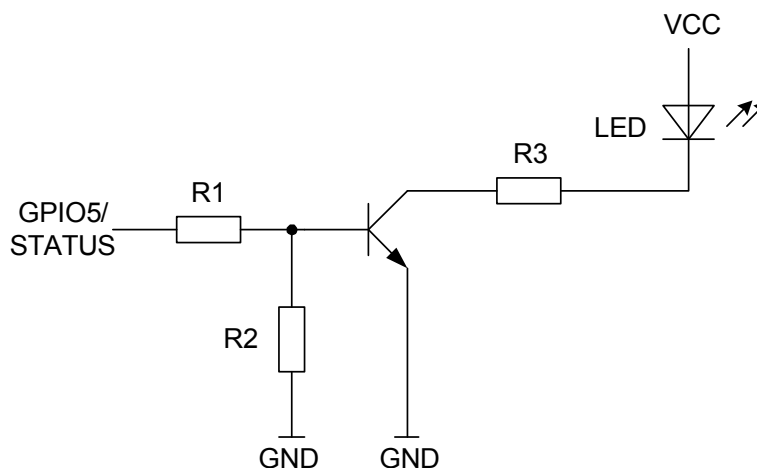 VCC
LED
R3
R1
GPIO5/
STATUS
R2
GND
GND